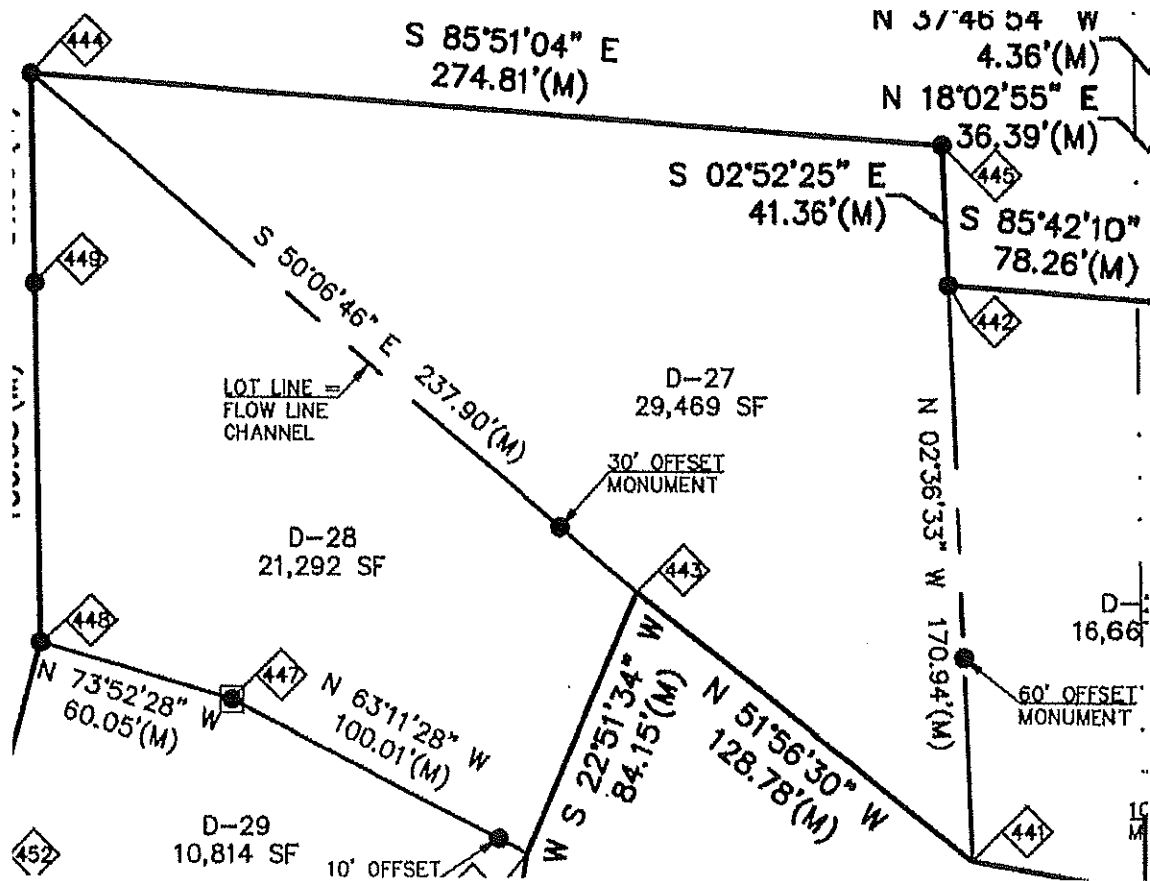 444
S 85°51'04" E
274.81'(M)
N 37°46'54" W
4.36'(M)
N 18°02'55" E
36.39'(M)
445
S 02°52'25" E
41.36'(M)
S 85°42'10"
78.26'(M)
449
442
S 50°06'46" E 237.90'(M)
LOT LINE =
FLOW LINE
CHANNEL
D-27
29,469 SF
30' OFFSET
MONUMENT
N 02°36'33" W 170.94'(M)
D-28
21,292 SF
443
D-
16,66
448
N 73°52'28" W
60.05'(M)
447
N 63°11'28" W
100.01'(M)
S 22°51'34" W
84.15'(M)
N 51°56'30" W
128.78'(M)
60' OFFSET
MONUMENT
W
D-29
10,814 SF
452
10' OFFSET
441
10
M